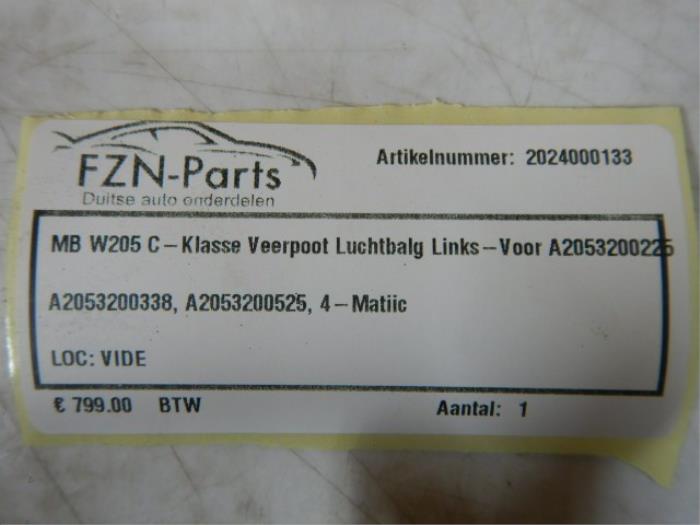 FZN-Parts
Duitse auto onderdelen
Artikelnummer: 2024000133
MB W205 C-Klasse Veerpoot Luchtbalg Links-Voor A2053200225
A2053200338, A2053200525, 4-Matiic
LOC: VIDE
€ 799.00 BTW Aantal: 1